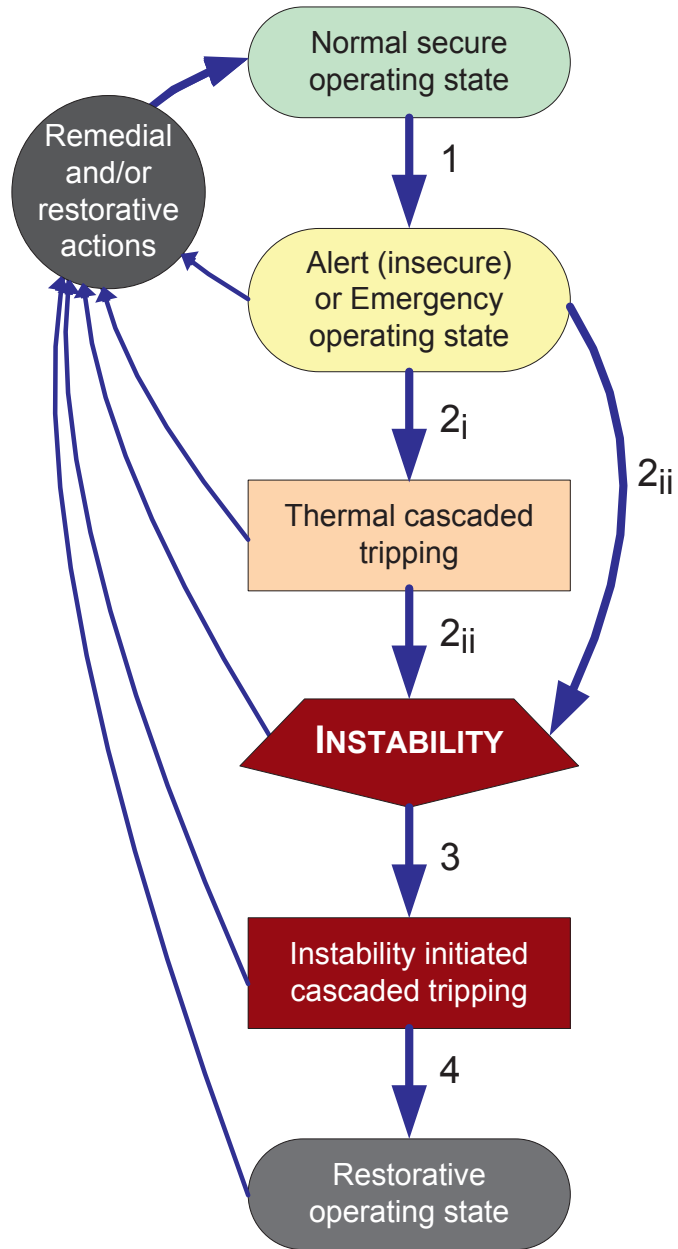 Normal secure
operating state
Remedial
and/or
restorative
actions
1
Alert (insecure)
or Emergency
operating state
2i
2ii
Thermal cascaded
tripping
2ii
INSTABILITY
3
Instability initiated
cascaded tripping
4
Restorative
operating state